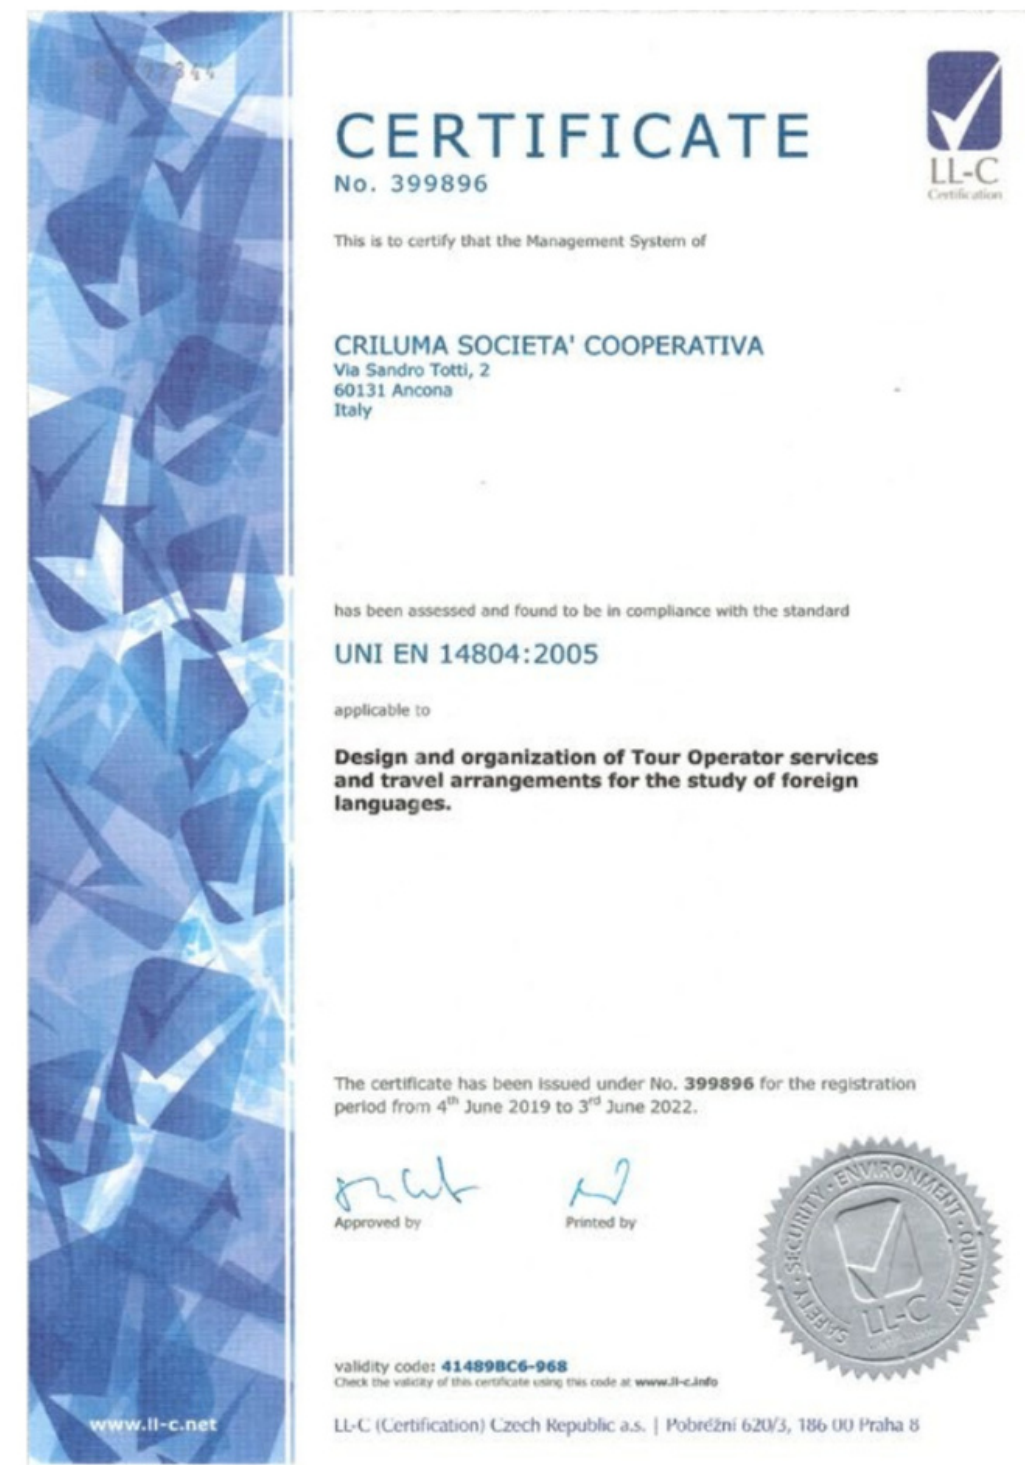 CERTIFICATE
No. 399896
LL-C
Certification
This is to certify that the Management System of
CRILUMA SOCIETA' COOPERATIVA
Via Sandro Totti, 2
60131 Ancona
Italy
has been assessed and found to be in compliance with the standard
UNI EN 14804:2005
applicable to
Design and organization of Tour Operator services
and travel arrangements for the study of foreign
languages.
The certificate has been issued under No. 399896 for the registration
period from 4th June 2019 to 3rd June 2022.
Approved by
Printed by
SAFETY · SECURITY · ENVIRONMENT · QUALITY
LL-C
validity code: 41489BC6-968
Check the validity of this certificate using this code at www.ll-c.info
www.ll-c.net
LL-C (Certification) Czech Republic a.s. | Pobřežní 620/3, 186 00 Praha 8